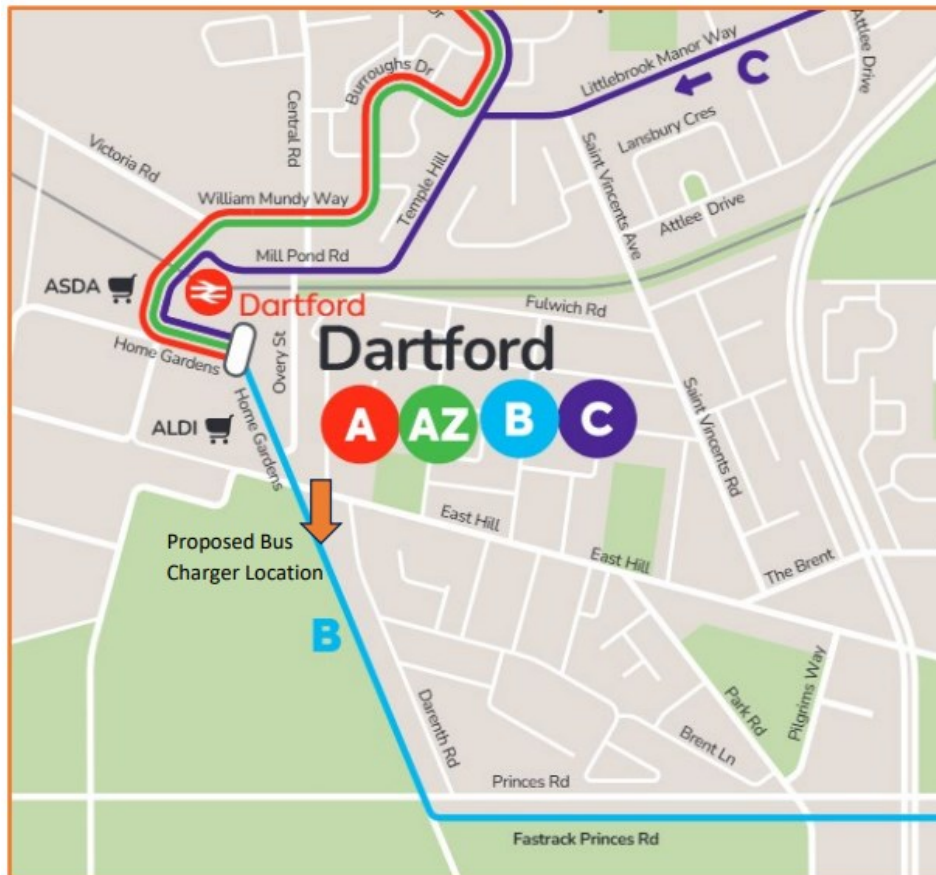 Dr
Burroughs Dr
Central Rd
Victoria Rd
Littlebrook Manor Way
C
Attlee Drive
Lansbury Cres
Temple Hill
William Mundy Way
Saint Vincents Ave
Attlee Drive
Mill Pond Rd
ASDA
Dartford
Fulwich Rd
Home Gardens
Overy St
Dartford
A
AZ
B
C
ALDI
Home Gardens
Saint Vincents Rd
East Hill
Proposed Bus
Charger Location
East Hill
The Brent
B
Darenth Rd
Park Rd
Pilgrims Way
Brent Ln
Princes Rd
Fastrack Princes Rd